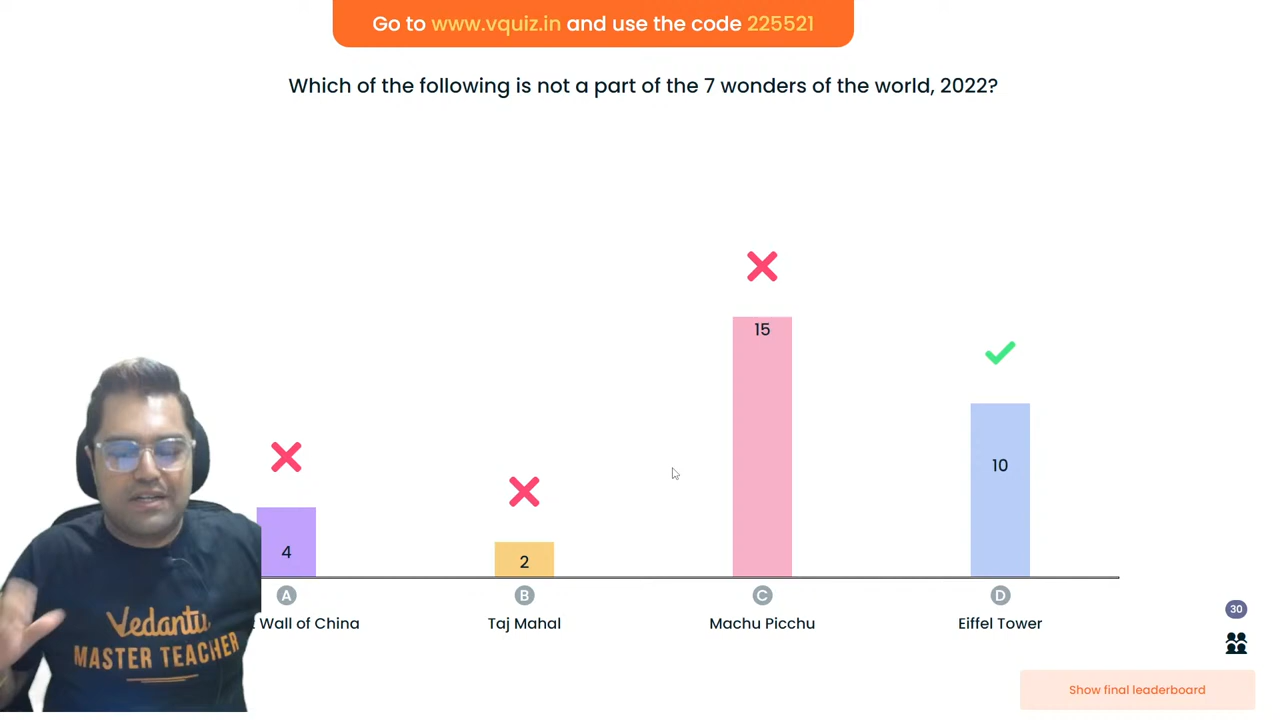 Go to www.vquiz.in and use the code 225521
Which of the following is not a part of the 7 wonders of the world, 2022?
15
10
4
2
A
B
C
D
Wall of China
Taj Mahal
Machu Picchu
Eiffel Tower
30
Vedantu
MASTER TEACHER
Show final leaderboard